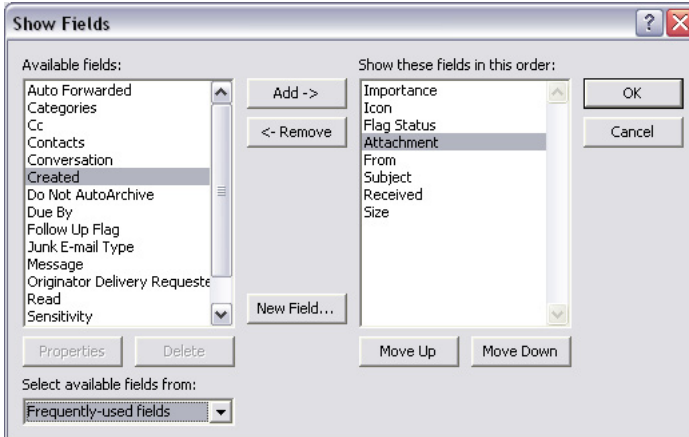 Show Fields
Available fields:
Auto Forwarded
Categories
Cc
Contacts
Conversation
Created
Do Not AutoArchive
Due By
Follow Up Flag
Junk E-mail Type
Message
Originator Delivery Requeste
Read
Sensitivity
Add ->
<- Remove
New Field...
Show these fields in this order:
Importance
Icon
Flag Status
Attachment
From
Subject
Received
Size
OK
Cancel
Properties
Delete
Move Up
Move Down
Select available fields from:
Frequently-used fields